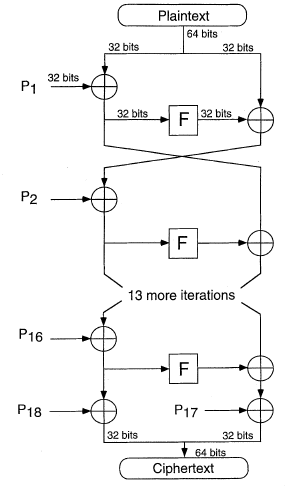 Plaintext
64 bits
32 bits 32 bits
P1 32 bits
32 bits F 32 bits
P2
F
13 more iterations
P16
F
P18 P17
32 bits 32 bits
64 bits
Ciphertext